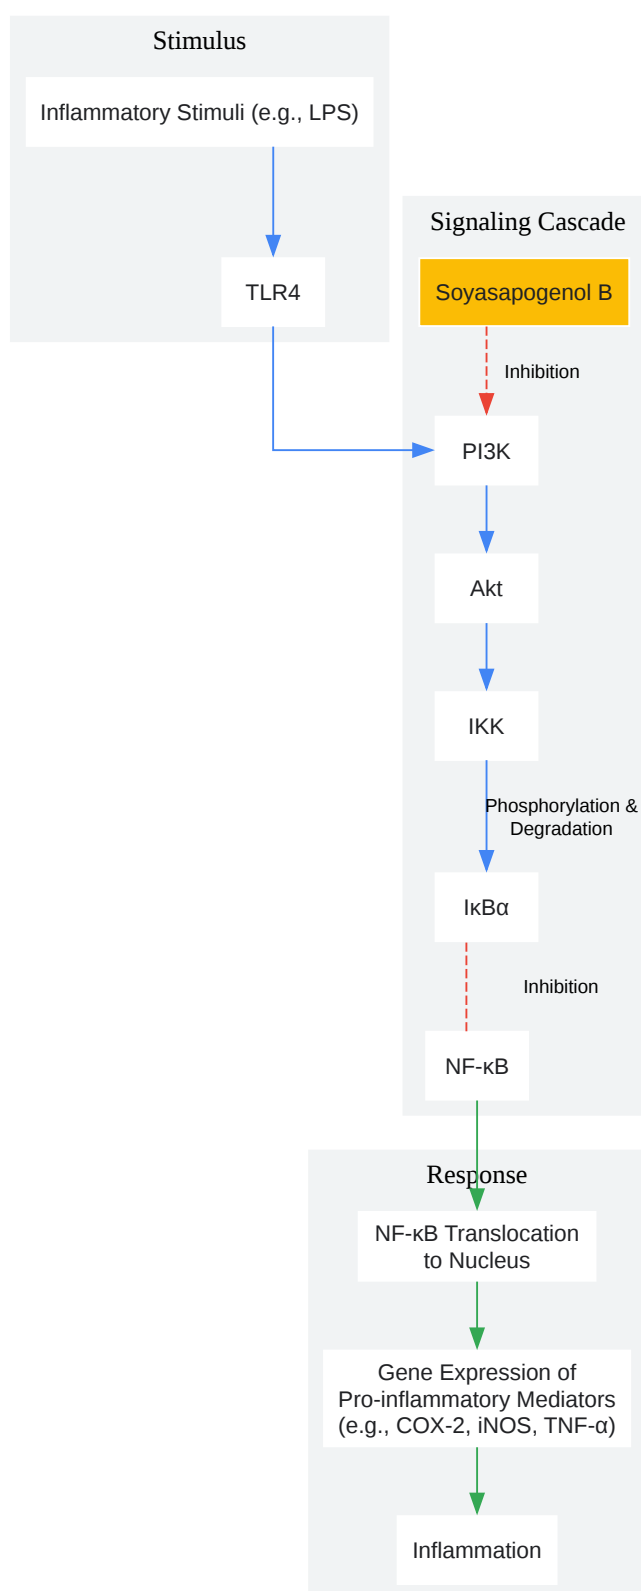 Stimulus
Inflammatory Stimuli (e.g., LPS)
TLR4
Signaling Cascade
Soyasapogenol B
Inhibition
PI3K
Akt
IKK
Phosphorylation &
Degradation
IκBα
Inhibition
NF-κB
Response
NF-κB Translocation
to Nucleus
Gene Expression of
Pro-inflammatory Mediators
(e.g., COX-2, iNOS, TNF-α)
Inflammation